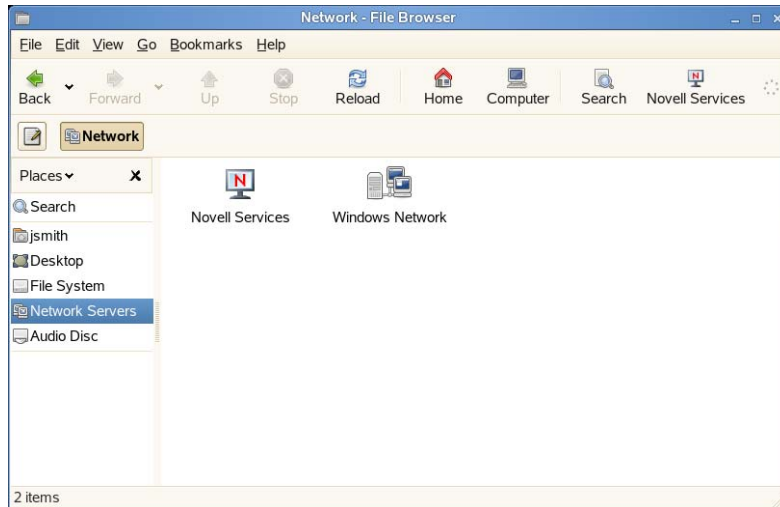 Network - File Browser
File Edit View Go Bookmarks Help
Back Forward Up Stop Reload Home Computer Search Novell Services
Network
Places
Search
jsmith
Desktop
File System
Network Servers
Audio Disc
N
Novell Services
Windows Network
2 items